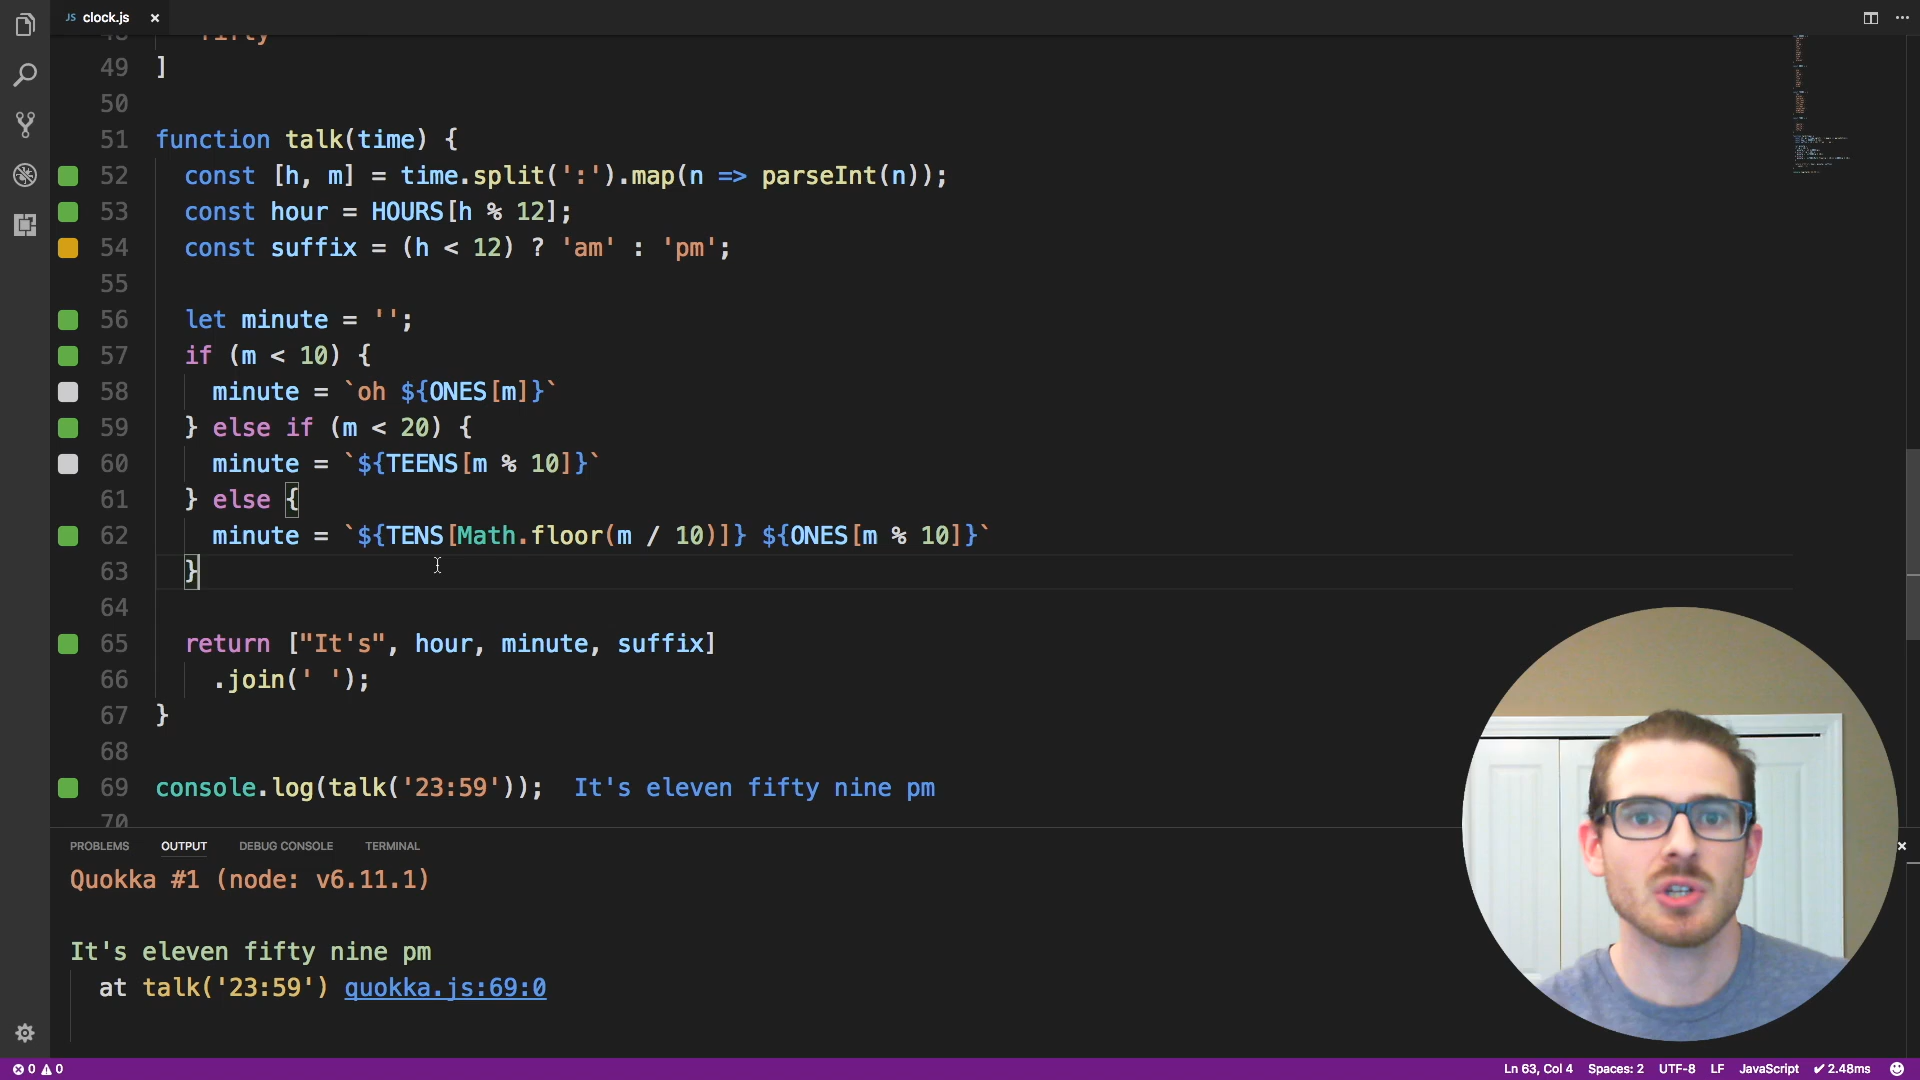 JS clock.js ×
48 fifty
49 ]
50
51 function talk(time) {
52 const [h, m] = time.split(':').map(n => parseInt(n));
53 const hour = HOURS[h % 12];
54 const suffix = (h < 12) ? 'am' : 'pm';
55
56 let minute = '';
57 if (m < 10) {
58 minute = `oh ${ONES[m]}`
59 } else if (m < 20) {
60 minute = `${TEENS[m % 10]}`
61 } else {
62 minute = `${TENS[Math.floor(m / 10)]} ${ONES[m % 10]}`
63 }
64
65 return ["It's", hour, minute, suffix]
66 .join(' ');
67 }
68
69 console.log(talk('23:59')); It's eleven fifty nine pm
70
PROBLEMS OUTPUT DEBUG CONSOLE TERMINAL
Quokka #1 (node: v6.11.1)
It's eleven fifty nine pm
at talk('23:59') quokka.js:69:0
0 0 Ln 63, Col 4 Spaces: 2 UTF-8 LF JavaScript ✔ 2.48ms